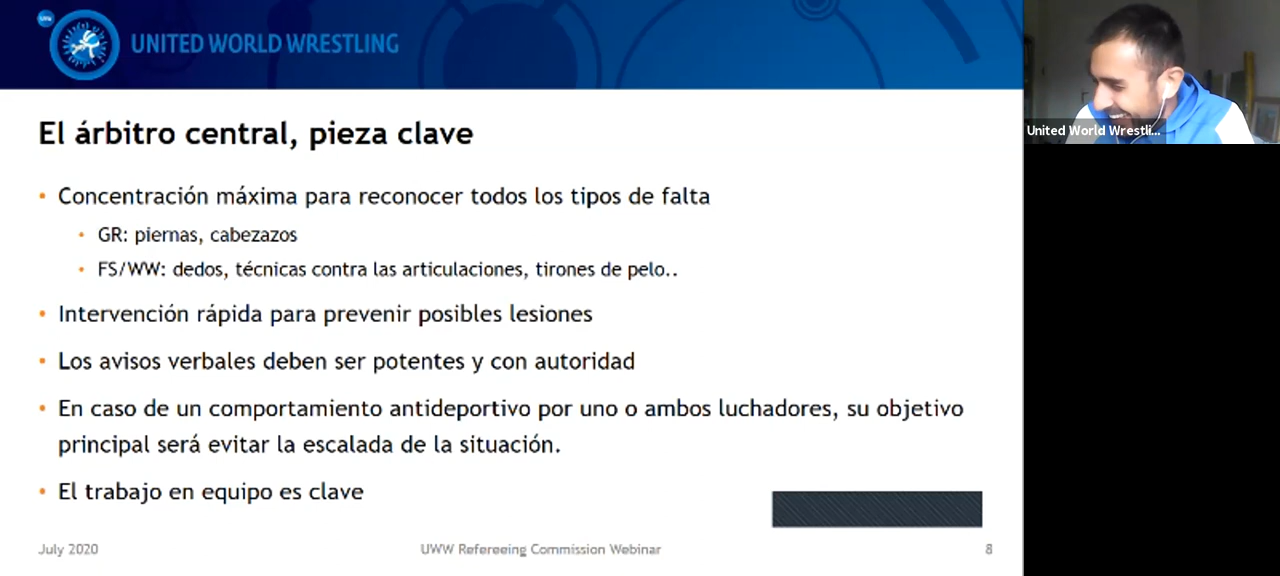 UWW
UNITED WORLD WRESTLING
El árbitro central, pieza clave
• Concentración máxima para reconocer todos los tipos de falta
• GR: piernas, cabezazos
• FS/WW: dedos, técnicas contra las articulaciones, tirones de pelo..
• Intervención rápida para prevenir posibles lesiones
• Los avisos verbales deben ser potentes y con autoridad
• En caso de un comportamiento antideportivo por uno o ambos luchadores, su objetivo
principal será evitar la escalada de la situación.
• El trabajo en equipo es clave
July 2020
UWW Refereeing Commission Webinar
8
United World Wrestli...